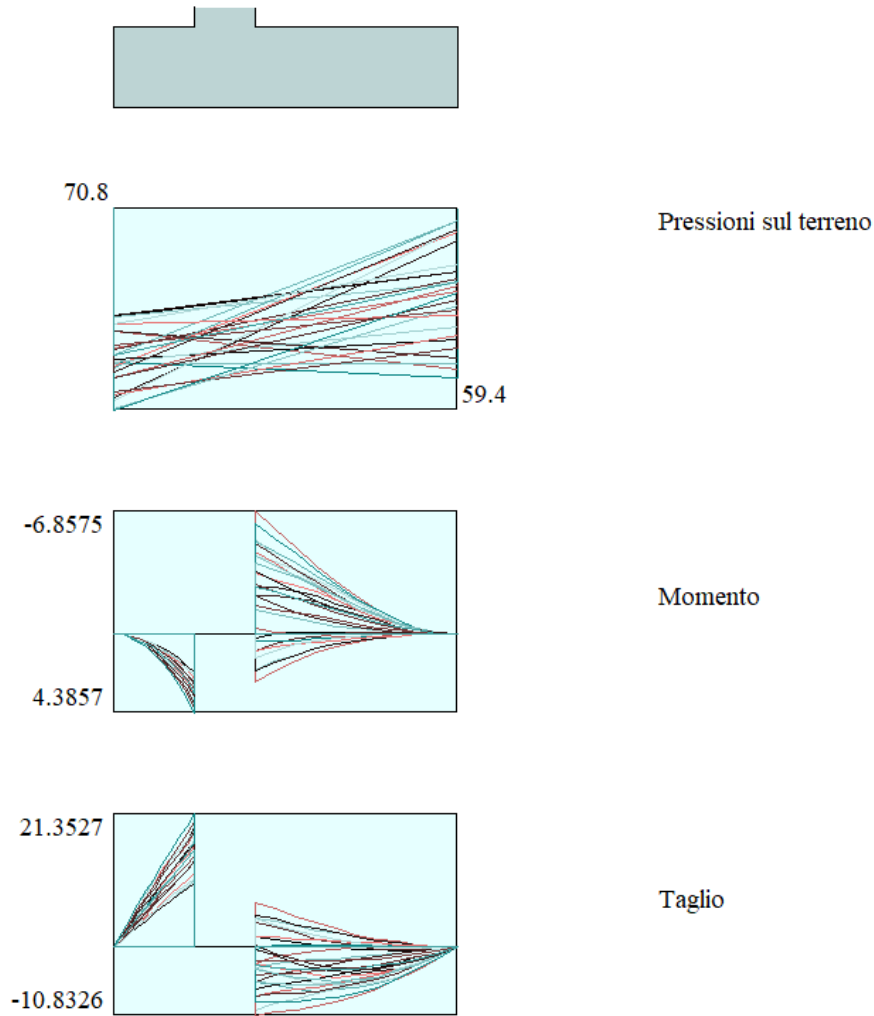 70.8
Pressioni sul terreno
59.4
-6.8575
Momento
4.3857
21.3527
Taglio
-10.8326